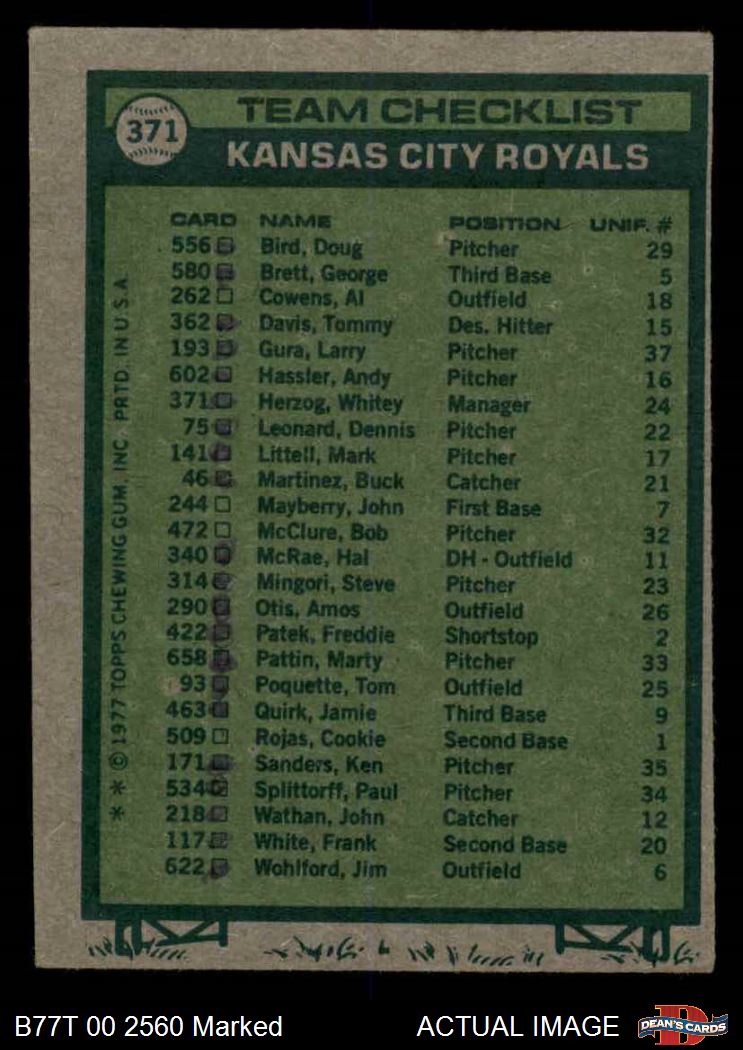 371
TEAM CHECKLIST
KANSAS CITY ROYALS
CARD NAME POSITION UNIF. #
556 Bird, Doug Pitcher 29
580 Brett, George Third Base 5
262 Cowens, Al Outfield 18
362 Davis, Tommy Des. Hitter 15
193 Gura, Larry Pitcher 37
602 Hassler, Andy Pitcher 16
371 Herzog, Whitey Manager 24
75 Leonard, Dennis Pitcher 22
141 Littell, Mark Pitcher 17
46 Martinez, Buck Catcher 21
244 Mayberry, John First Base 7
472 McClure, Bob Pitcher 32
340 McRae, Hal DH - Outfield 11
314 Mingori, Steve Pitcher 23
290 Otis, Amos Outfield 26
422 Patek, Freddie Shortstop 2
658 Pattin, Marty Pitcher 33
93 Poquette, Tom Outfield 25
463 Quirk, Jamie Third Base 9
509 Rojas, Cookie Second Base 1
171 Sanders, Ken Pitcher 35
534 Splittorff, Paul Pitcher 34
218 Wathan, John Catcher 12
117 White, Frank Second Base 20
622 Wohlford, Jim Outfield 6
* * © 1977 TOPPS CHEWING GUM, INC. PRTD. IN U.S.A.
B77T 00 2560 Marked ACTUAL IMAGE
D
DEAN'S CARDS